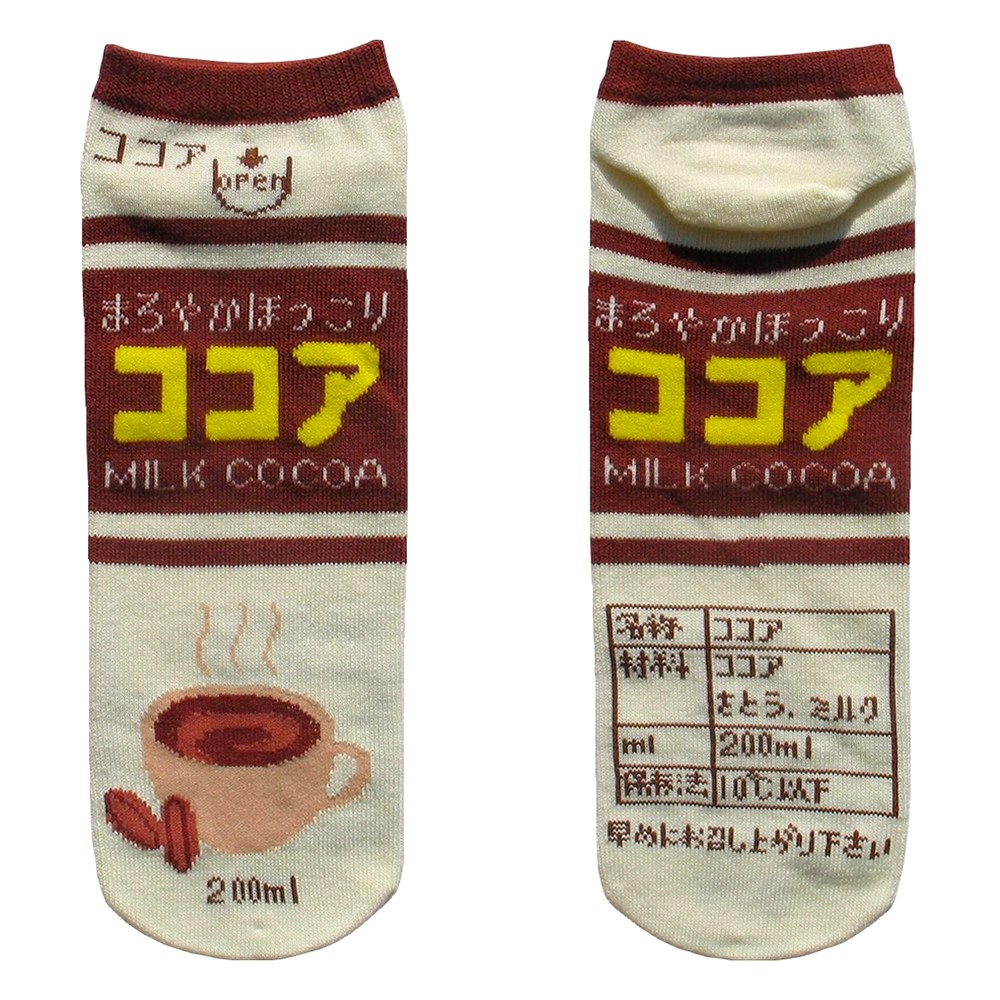 ココア
open
まろやかほっこり
ココア
MILK COCOA
200ml
まろやかほっこり
ココア
MILK COCOA
名称 ココア
材料 ココア
さとう、ミルク
ml 200ml
保存法 10℃以下
早めにお召し上がり下さい